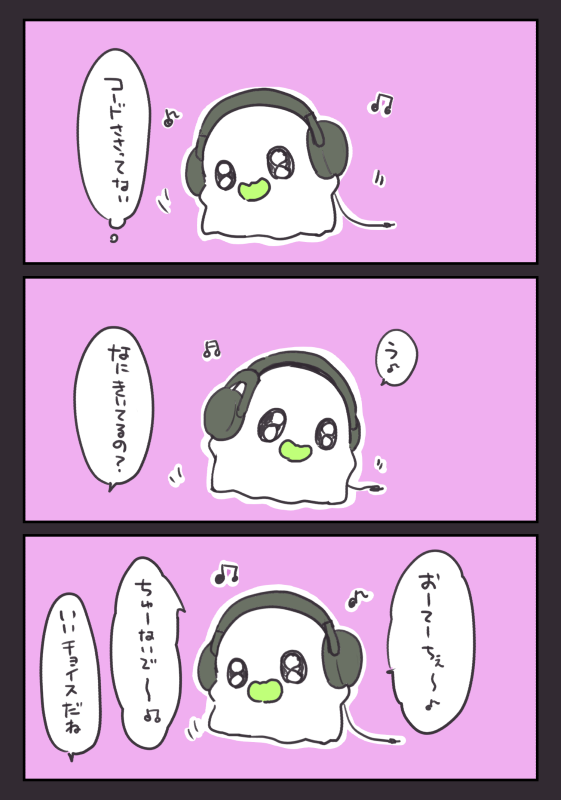 コードささってない
う♪
なにきいてるの?
おーてーちぇ〜♪
ちゅーないで〜♫
いいチョイスだね